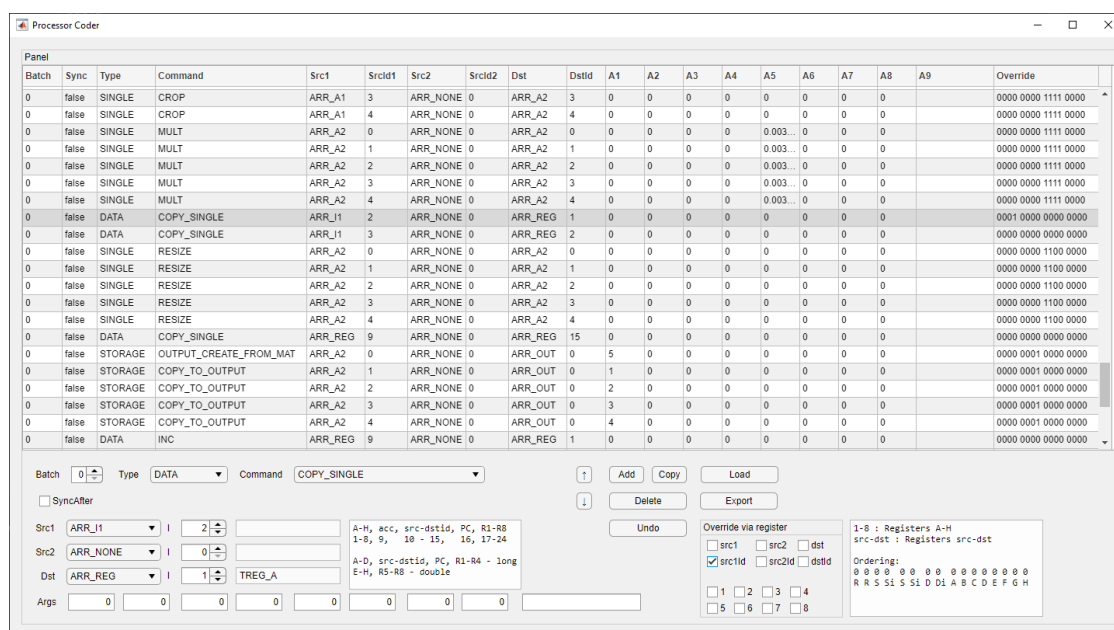 Processor Coder
Panel
Batch Sync Type Command Src1 SrcId1 Src2 SrcId2 Dst DstId A1 A2 A3 A4 A5 A6 A7 A8 A9 Override
0 false SINGLE CROP ARR_A1 3 ARR_NONE 0 ARR_A2 3 0 0 0 0 0 0 0 0 0000 0000 1111 0000
0 false SINGLE CROP ARR_A1 4 ARR_NONE 0 ARR_A2 4 0 0 0 0 0 0 0 0 0000 0000 1111 0000
0 false SINGLE MULT ARR_A2 0 ARR_NONE 0 ARR_A2 0 0 0 0 0 0.003... 0 0 0 0000 0000 1111 0000
0 false SINGLE MULT ARR_A2 1 ARR_NONE 0 ARR_A2 1 0 0 0 0 0.003... 0 0 0 0000 0000 1111 0000
0 false SINGLE MULT ARR_A2 2 ARR_NONE 0 ARR_A2 2 0 0 0 0 0.003... 0 0 0 0000 0000 1111 0000
0 false SINGLE MULT ARR_A2 3 ARR_NONE 0 ARR_A2 3 0 0 0 0 0.003... 0 0 0 0000 0000 1111 0000
0 false SINGLE MULT ARR_A2 4 ARR_NONE 0 ARR_A2 4 0 0 0 0 0.003... 0 0 0 0000 0000 1111 0000
0 false DATA COPY_SINGLE ARR_I1 2 ARR_NONE 0 ARR_REG 1 0 0 0 0 0 0 0 0 0001 0000 0000 0000
0 false DATA COPY_SINGLE ARR_I1 3 ARR_NONE 0 ARR_REG 2 0 0 0 0 0 0 0 0 0000 0000 0000 0000
0 false SINGLE RESIZE ARR_A2 0 ARR_NONE 0 ARR_A2 0 0 0 0 0 0 0 0 0 0000 0000 1100 0000
0 false SINGLE RESIZE ARR_A2 1 ARR_NONE 0 ARR_A2 1 0 0 0 0 0 0 0 0 0000 0000 1100 0000
0 false SINGLE RESIZE ARR_A2 2 ARR_NONE 0 ARR_A2 2 0 0 0 0 0 0 0 0 0000 0000 1100 0000
0 false SINGLE RESIZE ARR_A2 3 ARR_NONE 0 ARR_A2 3 0 0 0 0 0 0 0 0 0000 0000 1100 0000
0 false SINGLE RESIZE ARR_A2 4 ARR_NONE 0 ARR_A2 4 0 0 0 0 0 0 0 0 0000 0000 1100 0000
0 false DATA COPY_SINGLE ARR_REG 9 ARR_NONE 0 ARR_REG 15 0 0 0 0 0 0 0 0 0000 0000 0000 0000
0 false STORAGE OUTPUT_CREATE_FROM_MAT ARR_A2 0 ARR_NONE 0 ARR_OUT 0 5 0 0 0 0 0 0 0 0000 0001 0000 0000
0 false STORAGE COPY_TO_OUTPUT ARR_A2 1 ARR_NONE 0 ARR_OUT 0 1 0 0 0 0 0 0 0 0000 0001 0000 0000
0 false STORAGE COPY_TO_OUTPUT ARR_A2 2 ARR_NONE 0 ARR_OUT 0 2 0 0 0 0 0 0 0 0000 0001 0000 0000
0 false STORAGE COPY_TO_OUTPUT ARR_A2 3 ARR_NONE 0 ARR_OUT 0 3 0 0 0 0 0 0 0 0000 0001 0000 0000
0 false STORAGE COPY_TO_OUTPUT ARR_A2 4 ARR_NONE 0 ARR_OUT 0 4 0 0 0 0 0 0 0 0000 0001 0000 0000
0 false DATA INC ARR_REG 9 ARR_NONE 0 ARR_REG 1 0 0 0 0 0 0 0 0 0000 0000 0000 0000
Batch 0 Type DATA Command COPY_SINGLE ↑ Add Copy Load
SyncAfter ↓ Delete Export
Src1 ARR_I1 I 2
Src2 ARR_NONE I 0
Dst ARR_REG I 1 TREG_A
Args 0 0 0 0 0 0 0 0
A-H, acc, src-dstid, PC, R1-R8
1-8, 9, 10 - 15, 16, 17-24
A-D, src-dstid, PC, R1-R4 - long
E-H, R5-R8 - double
Undo
Override via register
src1 src2 dst
src1Id src2Id dstId
1 2 3 4
5 6 7 8
1-8 : Registers A-H
src-dst : Registers src-dst
Ordering:
0 0 0 0 0 0 0 0 0 0 0 0 0 0 0
R R S Si S Si D Di A B C D E F G H